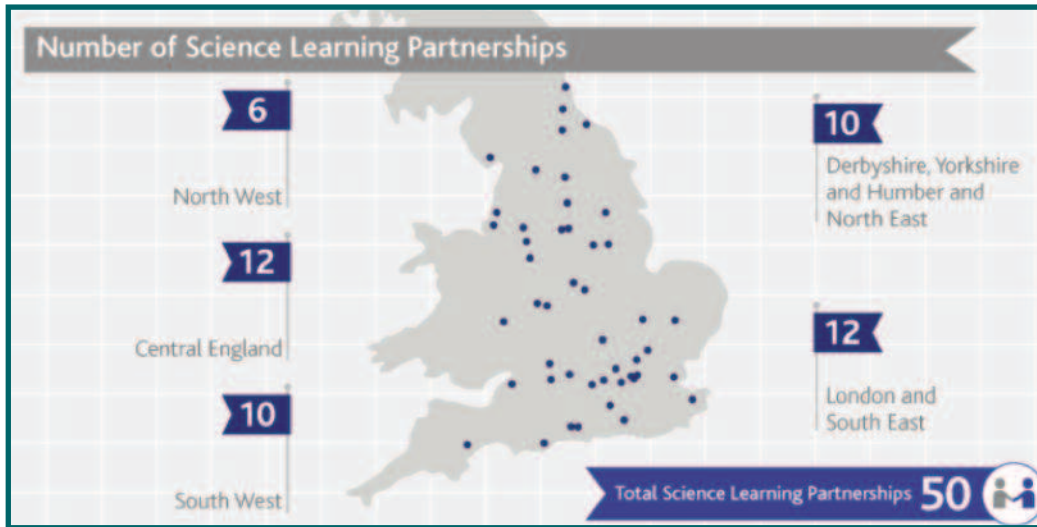 Number of Science Learning Partnerships
6
North West
12
Central England
10
South West
10
Derbyshire, Yorkshire
and Humber and
North East
12
London and
South East
Total Science Learning Partnerships 50